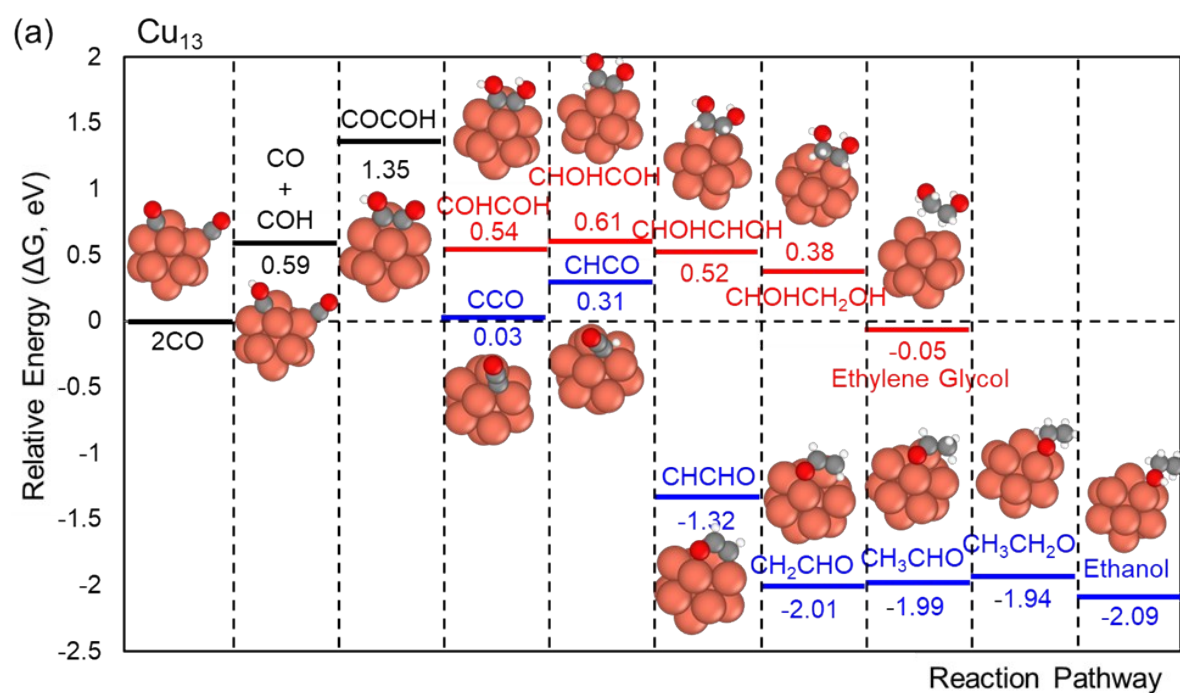 (a)
Cu₁₃
Relative Energy (ΔG, eV)
2
1.5
1
0.5
0
-0.5
-1
-1.5
-2
-2.5
2CO
CO
+
COH
0.59
COCOH
1.35
COHCOH
0.54
CCO
0.03
CHOHCOH
0.61
CHCO
0.31
CHOHCHOH
0.52
CHCHO
-1.32
0.38
CHOHCH₂OH
CH₂CHO
-2.01
-0.05
Ethylene Glycol
CH₃CHO
-1.99
CH₃CH₂O
-1.94
Ethanol
-2.09
Reaction Pathway